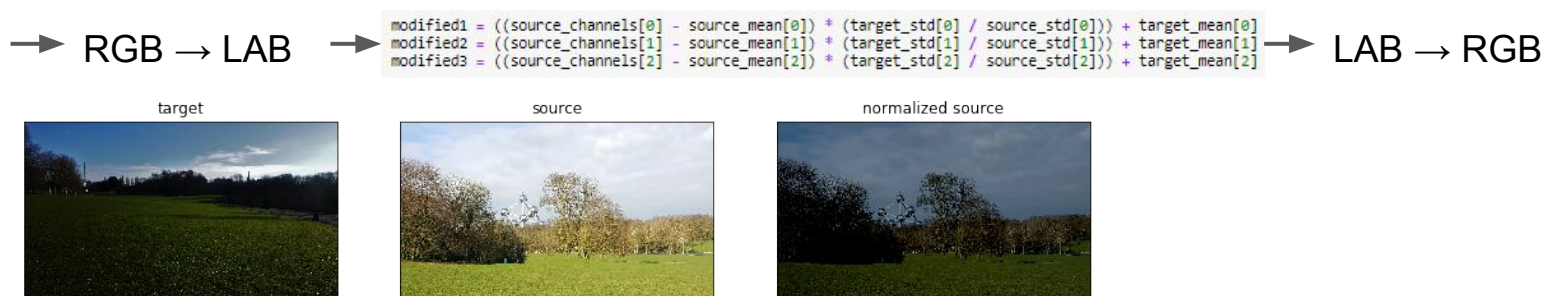 RGB → LAB
modified1 = ((source_channels[0] - source_mean[0]) * (target_std[0] / source_std[0])) + target_mean[0]
modified2 = ((source_channels[1] - source_mean[1]) * (target_std[1] / source_std[1])) + target_mean[1]
modified3 = ((source_channels[2] - source_mean[2]) * (target_std[2] / source_std[2])) + target_mean[2]
LAB → RGB
target
source
normalized source